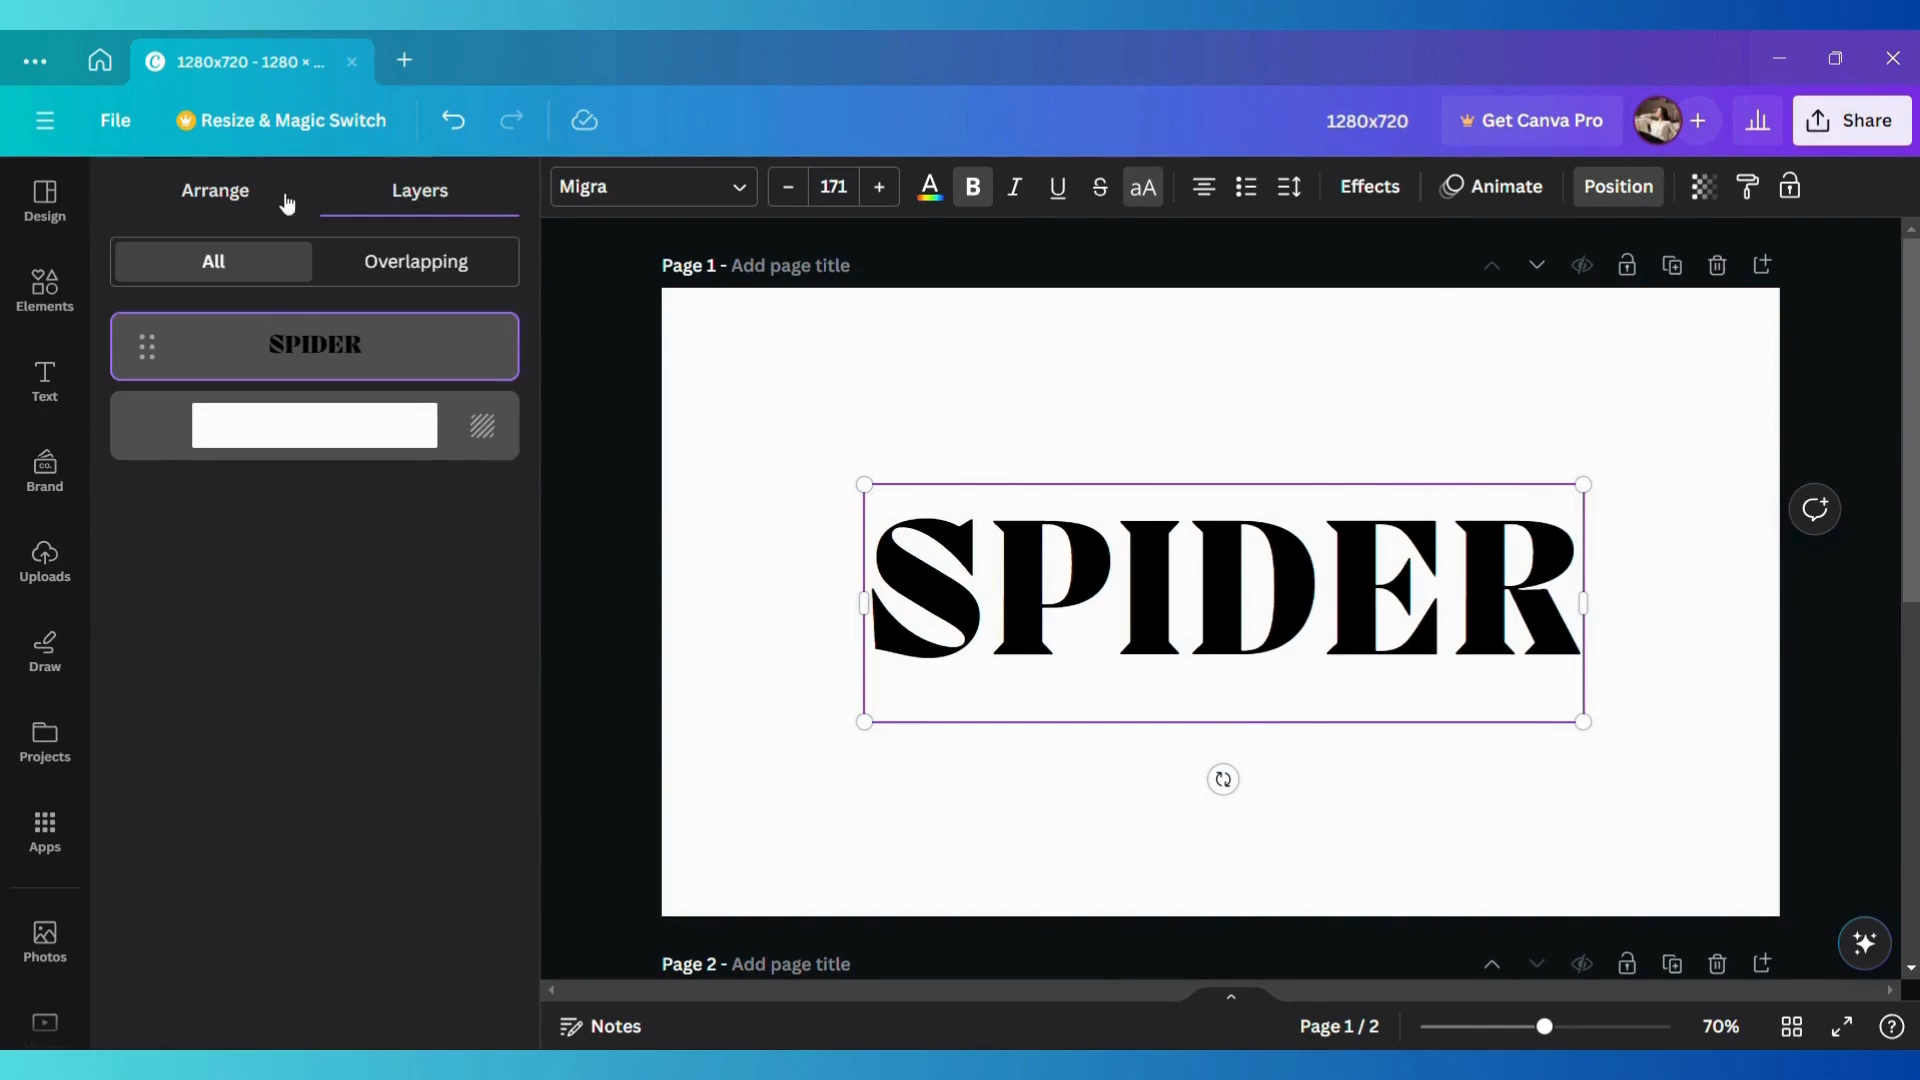 1280x720 - 1280 × ...
File
Resize & Magic Switch
1280x720
Get Canva Pro
Share
Design
Elements
Text
Brand
CO.
Uploads
Draw
Projects
Apps
Photos
Arrange
Layers
All
Overlapping
SPIDER
Migra
- 171 +
A
B
I
U
S
aA
Effects
Animate
Position
Page 1 - Add page title
SPIDER
Page 2 - Add page title
Notes
Page 1 / 2
70%